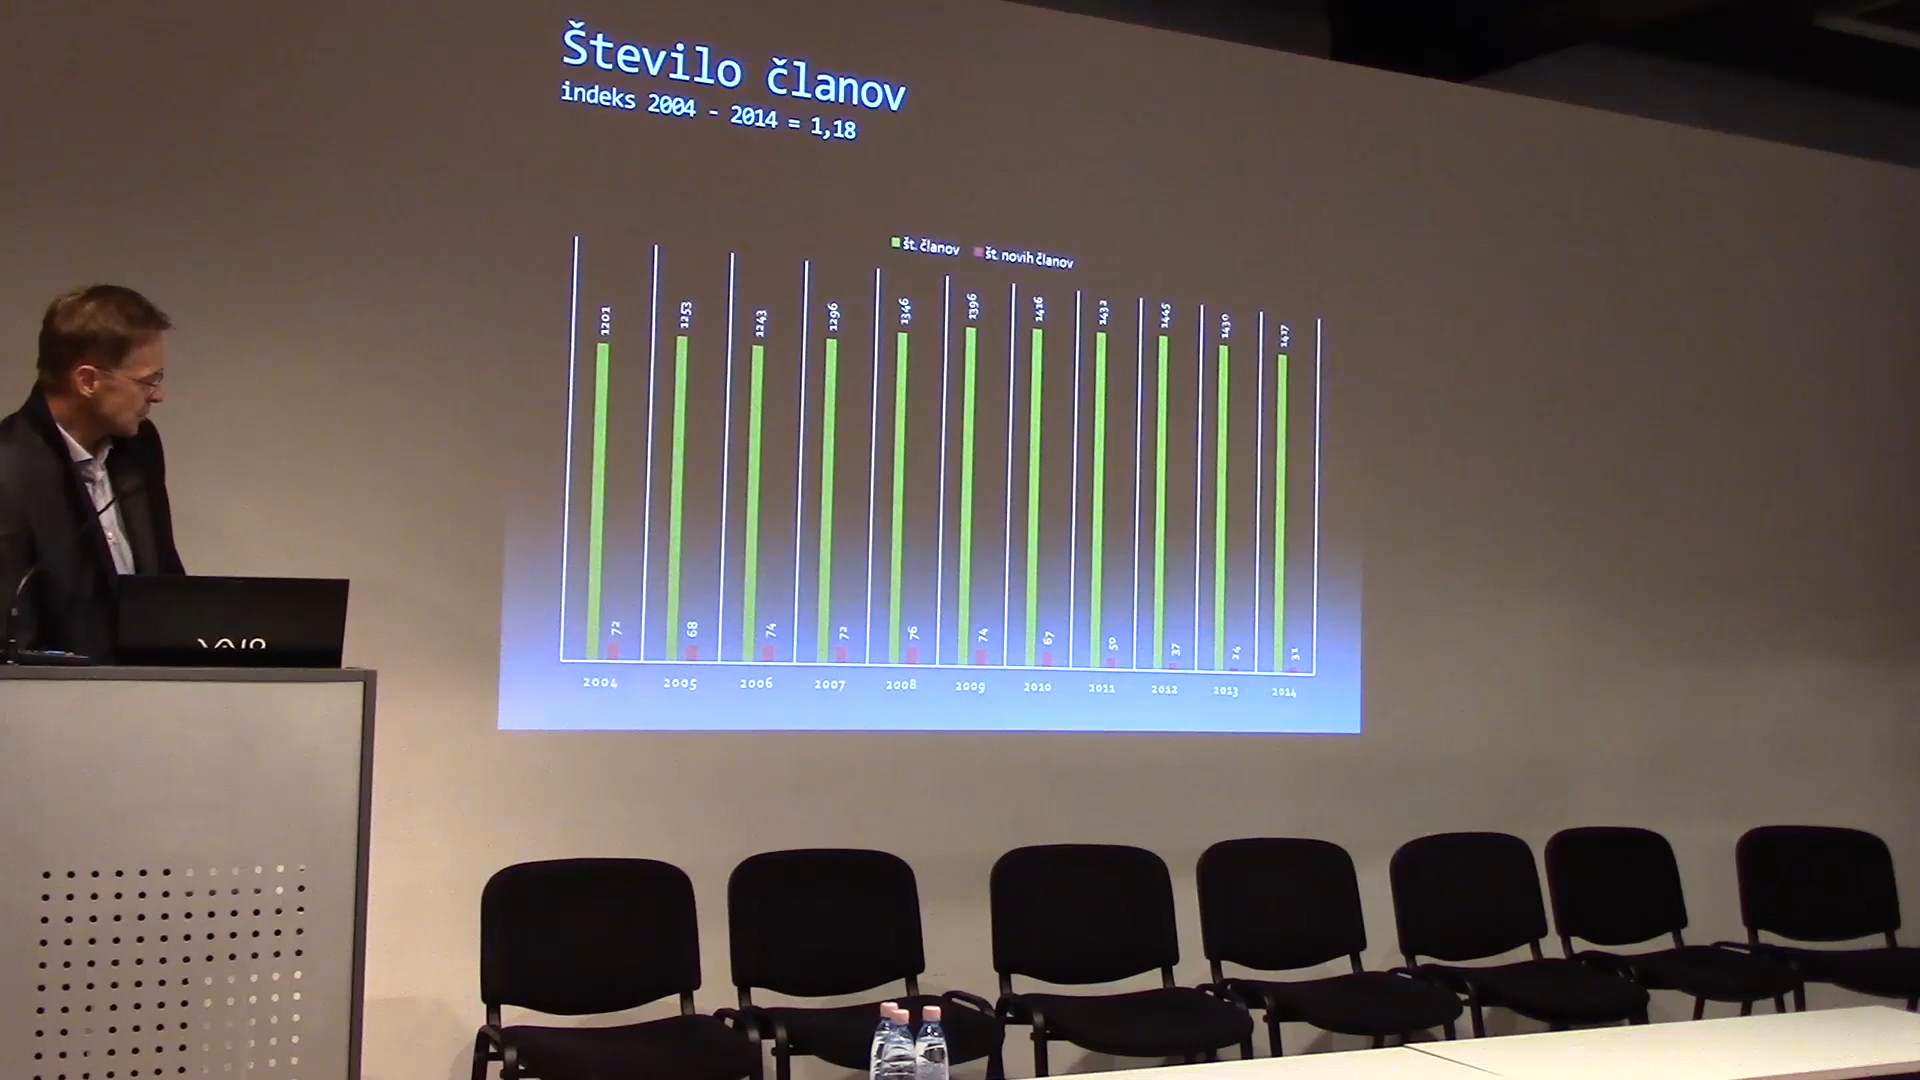 Število članov
indeks 2004 - 2014 = 1,18
št. članov št. novih članov
1201 1253 1243 1296 1346 1396 1416 1432 1445 1430 1417
72 68 74 72 76 74 67 50 37 24 31
2004 2005 2006 2007 2008 2009 2010 2011 2012 2013 2014
VAIO